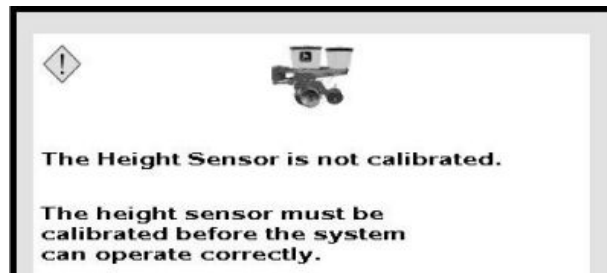 The Height Sensor is not calibrated.
The height sensor must be
calibrated before the system
can operate correctly.